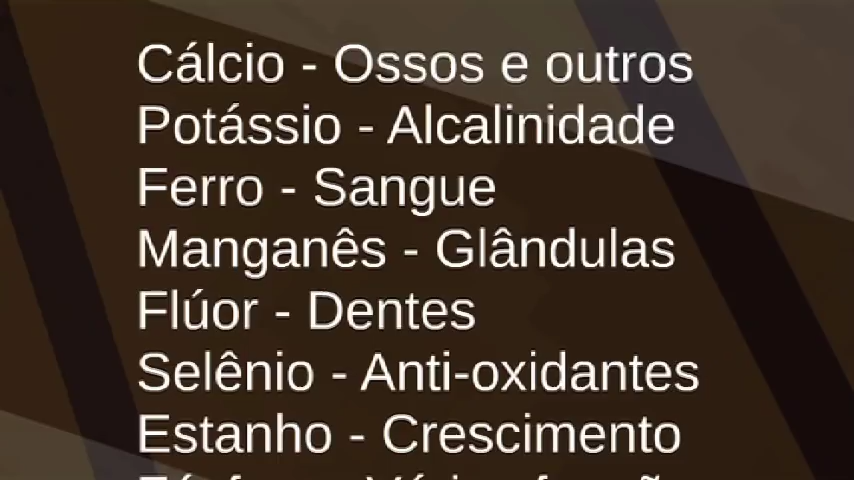 Cálcio - Ossos e outros
Potássio - Alcalinidade
Ferro - Sangue
Manganês - Glândulas
Flúor - Dentes
Selênio - Anti-oxidantes
Estanho - Crescimento